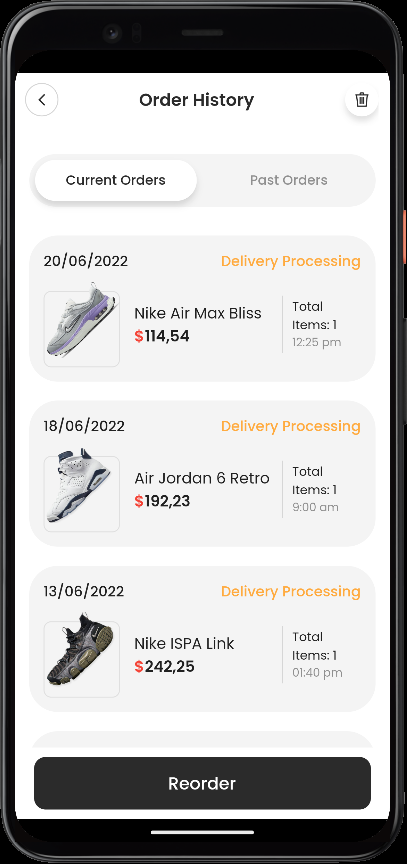 Order History
Current Orders
Past Orders
20/06/2022
Delivery Processing
Nike Air Max Bliss
$114,54
Total
Items: 1
12:25 pm
18/06/2022
Delivery Processing
Air Jordan 6 Retro
$192,23
Total
Items: 1
9:00 am
13/06/2022
Delivery Processing
Nike ISPA Link
$242,25
Total
Items: 1
01:40 pm
Reorder